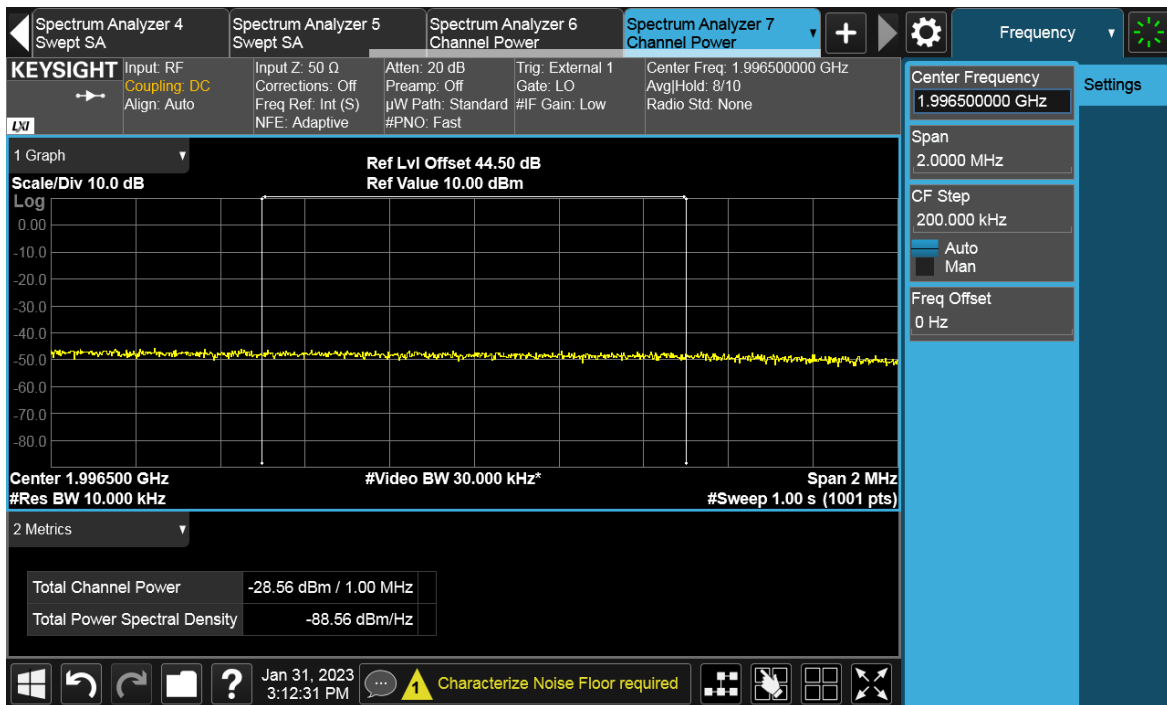 Spectrum Analyzer 4
Swept SA
Spectrum Analyzer 5
Swept SA
Spectrum Analyzer 6
Channel Power
Spectrum Analyzer 7
Channel Power
▼
+
Frequency
▼
KEYSIGHT
LXI
Input: RF
Coupling: DC
Align: Auto
Input Z: 50 Ω
Corrections: Off
Freq Ref: Int (S)
NFE: Adaptive
Atten: 20 dB
Preamp: Off
µW Path: Standard
#PNO: Fast
Trig: External 1
Gate: LO
#IF Gain: Low
Center Freq: 1.996500000 GHz
Avg|Hold: 8/10
Radio Std: None
Center Frequency
1.996500000 GHz
Span
2.0000 MHz
CF Step
200.000 kHz
Auto
Man
Freq Offset
0 Hz
Settings
1 Graph ▼
Scale/Div 10.0 dB
Ref Lvl Offset 44.50 dB
Ref Value 10.00 dBm
Log
0.00
-10.0
-20.0
-30.0
-40.0
-50.0
-60.0
-70.0
-80.0
Center 1.996500 GHz
#Video BW 30.000 kHz*
Span 2 MHz
#Res BW 10.000 kHz
#Sweep 1.00 s (1001 pts)
2 Metrics ▼
Total Channel Power -28.56 dBm / 1.00 MHz
Total Power Spectral Density -88.56 dBm/Hz
?
Jan 31, 2023
3:12:31 PM
1
Characterize Noise Floor required